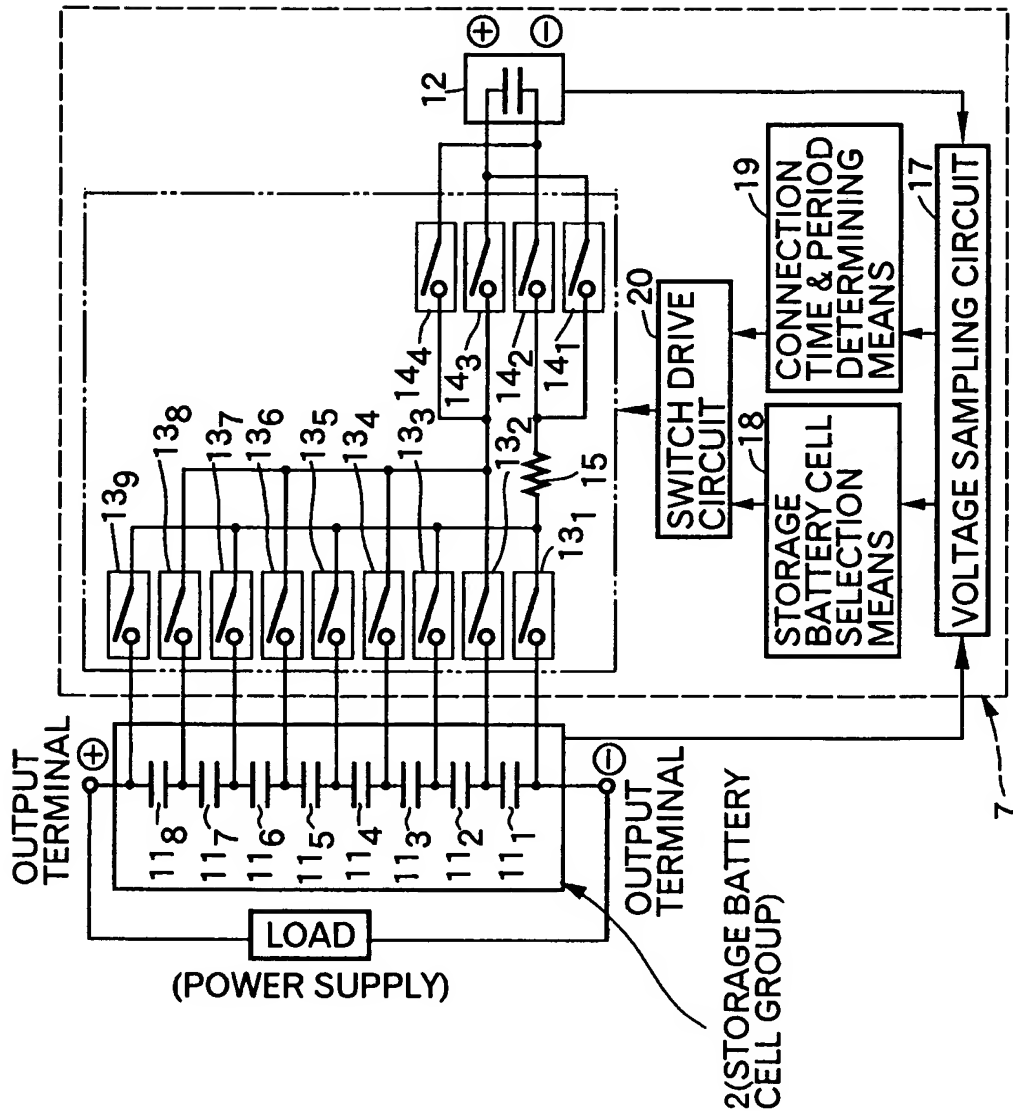 OUTPUT
TERMINAL
⊕
LOAD
(POWER SUPPLY)
11₈
11₇
11₆
11₅
11₄
11₃
11₂
11₁
⊖
OUTPUT
TERMINAL
2(STORAGE BATTERY
CELL GROUP)
7
13₉
13₈
13₇
13₆
13₅
13₄
13₃
13₂
13₁
15
14₄
14₃
14₂
14₁
12
⊕
⊖
20
SWITCH DRIVE
CIRCUIT
18
STORAGE
BATTERY CELL
SELECTION
MEANS
19
CONNECTION
TIME & PERIOD
DETERMINING
MEANS
17
VOLTAGE SAMPLING CIRCUIT